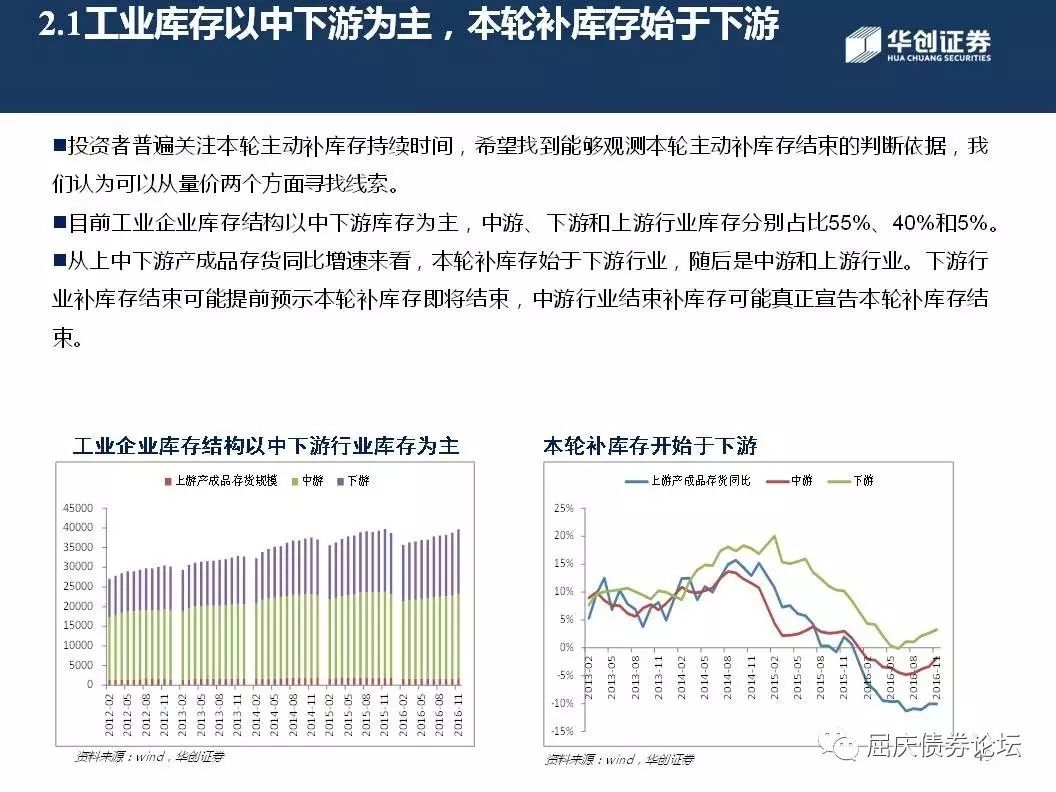 2.1工业库存以中下游为主，本轮补库存始于下游
华创证券
HUA CHUANG SECURITIES
■投资者普遍关注本轮主动补库存持续时间，希望找到能够观测本轮主动补库存结束的判断依据，我
们认为可以从量价两个方面寻找线索。
■目前工业企业库存结构以中下游库存为主，中游、下游和上游行业库存分别占比55%、40%和5%。
■从上中下游产成品存货同比增速来看，本轮补库存始于下游行业，随后是中游和上游行业。下游行
业补库存结束可能提前预示本轮补库存即将结束，中游行业结束补库存可能真正宣告本轮补库存结
束。
工业企业库存结构以中下游行业库存为主
上游产成品存货规模 中游 下游
45000
40000
35000
30000
25000
20000
15000
10000
5000
0
2012-02 2012-05 2012-08 2012-11 2013-02 2013-05 2013-08 2013-11 2014-02 2014-05 2014-08 2014-11 2015-02 2015-05 2015-08 2015-11 2016-02 2016-05 2016-08 2016-11
资料来源：wind，华创证券
本轮补库存开始于下游
上游产成品存货同比 中游 下游
25%
20%
15%
10%
5%
0%
-5%
-10%
-15%
2013-02 2013-05 2013-08 2013-11 2014-02 2014-05 2014-08 2014-11 2015-02 2015-05 2015-08 2015-11 2016-02 2016-05 2016-08 2016-11
资料来源：wind，华创证券
屈庆债券论坛